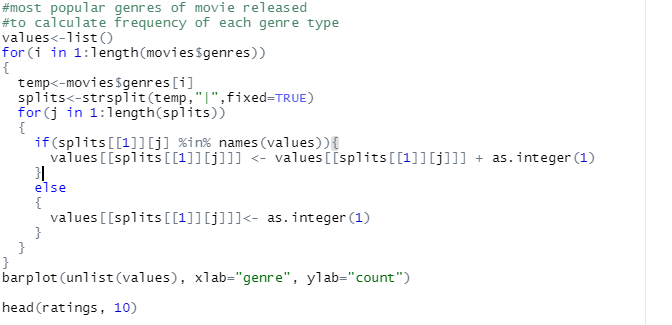 #most popular genres of movie released
#to calculate frequency of each genre type
values<-list()
for(i in 1:length(movies$genres))
{
  temp<-movies$genres[i]
  splits<-strsplit(temp,"|",fixed=TRUE)
  for(j in 1:length(splits))
  {
    if(splits[[1]][j] %in% names(values)){
      values[[splits[[1]][j]]] <- values[[splits[[1]][j]]] + as.integer(1)
    }
    else
    {
      values[[splits[[1]][j]]]<- as.integer(1)
    }
  }
}
barplot(unlist(values), xlab="genre", ylab="count")
head(ratings, 10)